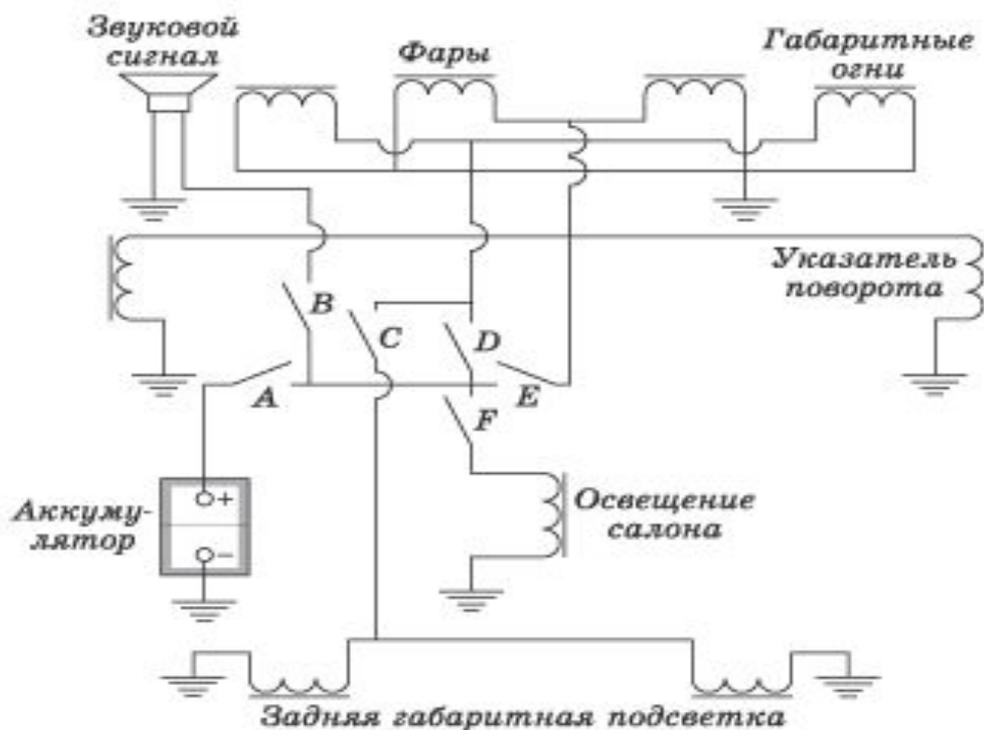 Звуковой
сигнал
Фары
Габаритные
огни
Указатель
поворота
B
C
D
A
E
F
Аккуму-
лятор
+
−
Освещение
салона
Задняя габаритная подсветка